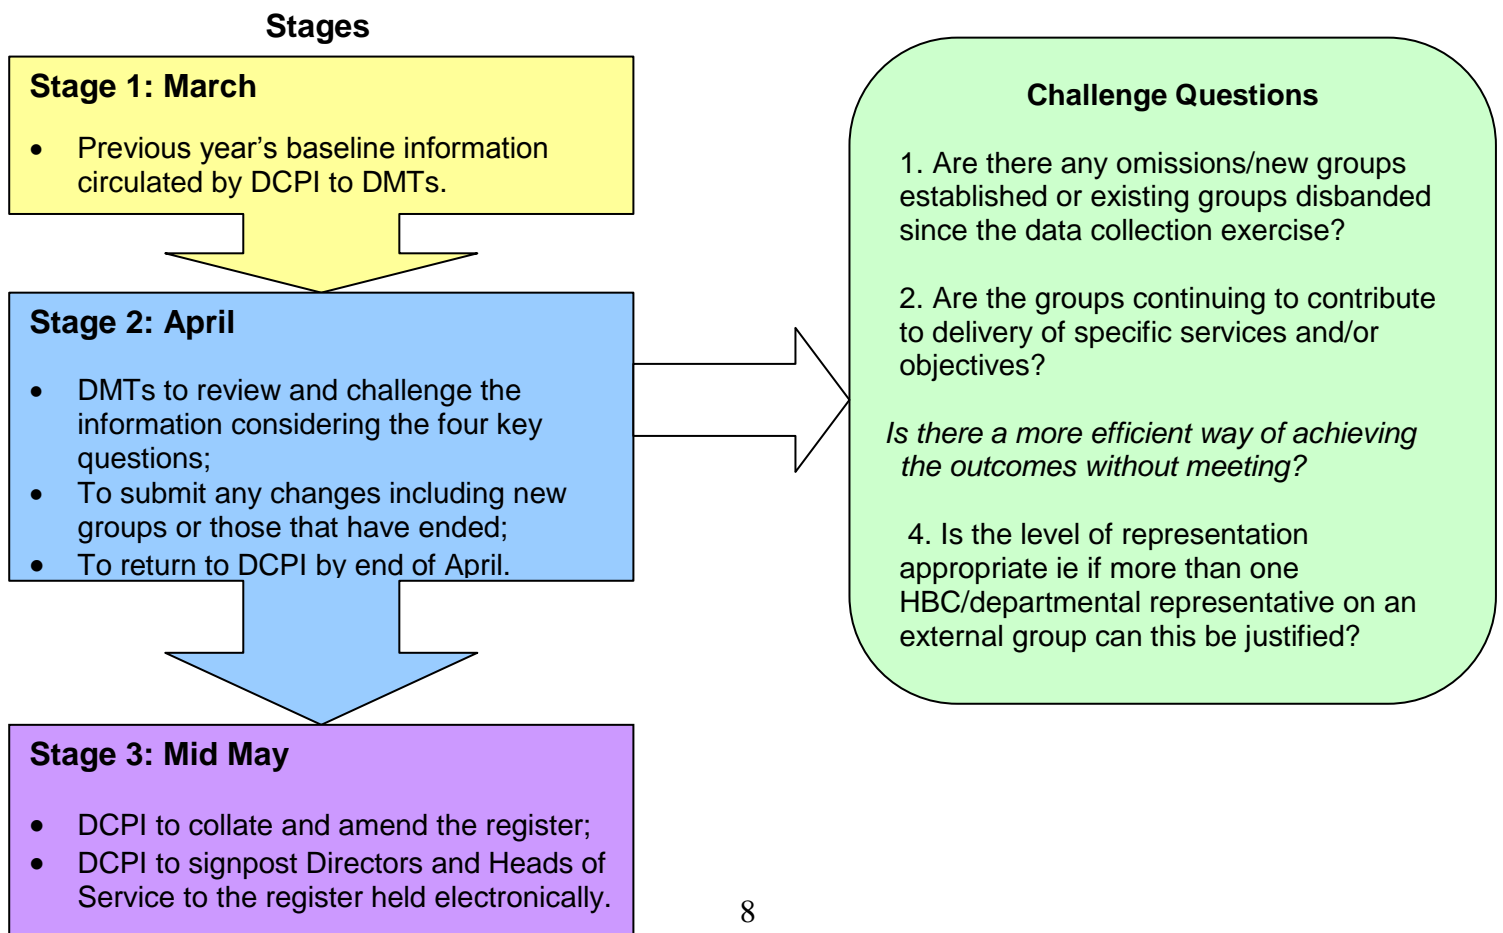 Stages
Stage 1: March
• Previous year’s baseline information
circulated by DCPI to DMTs.
Stage 2: April
• DMTs to review and challenge the
information considering the four key
questions;
• To submit any changes including new
groups or those that have ended;
• To return to DCPI by end of April.
Stage 3: Mid May
• DCPI to collate and amend the register;
• DCPI to signpost Directors and Heads of
Service to the register held electronically.
Challenge Questions
1. Are there any omissions/new groups
established or existing groups disbanded
since the data collection exercise?
2. Are the groups continuing to contribute
to delivery of specific services and/or
objectives?
Is there a more efficient way of achieving
the outcomes without meeting?
4. Is the level of representation
appropriate ie if more than one
HBC/departmental representative on an
external group can this be justified?
8